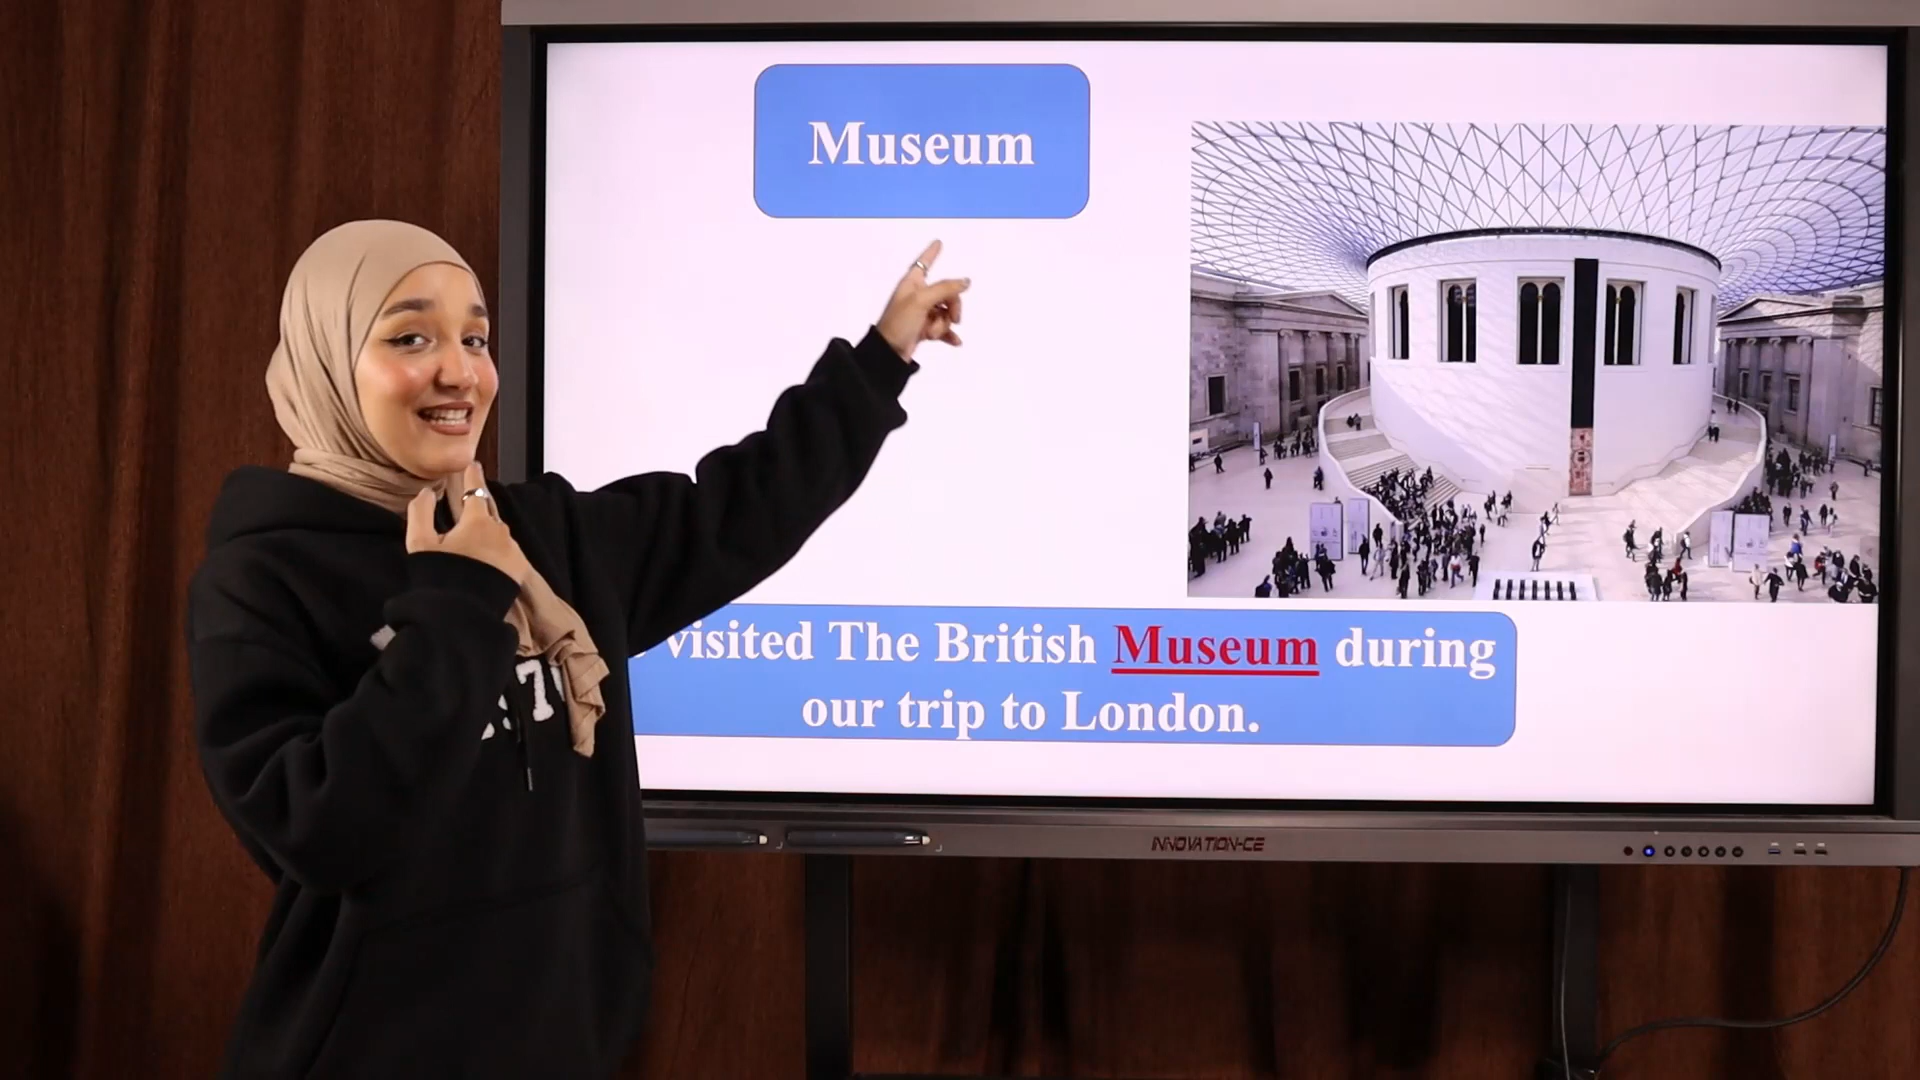 Museum
visited The British Museum during
our trip to London.
INNOVATION-CE